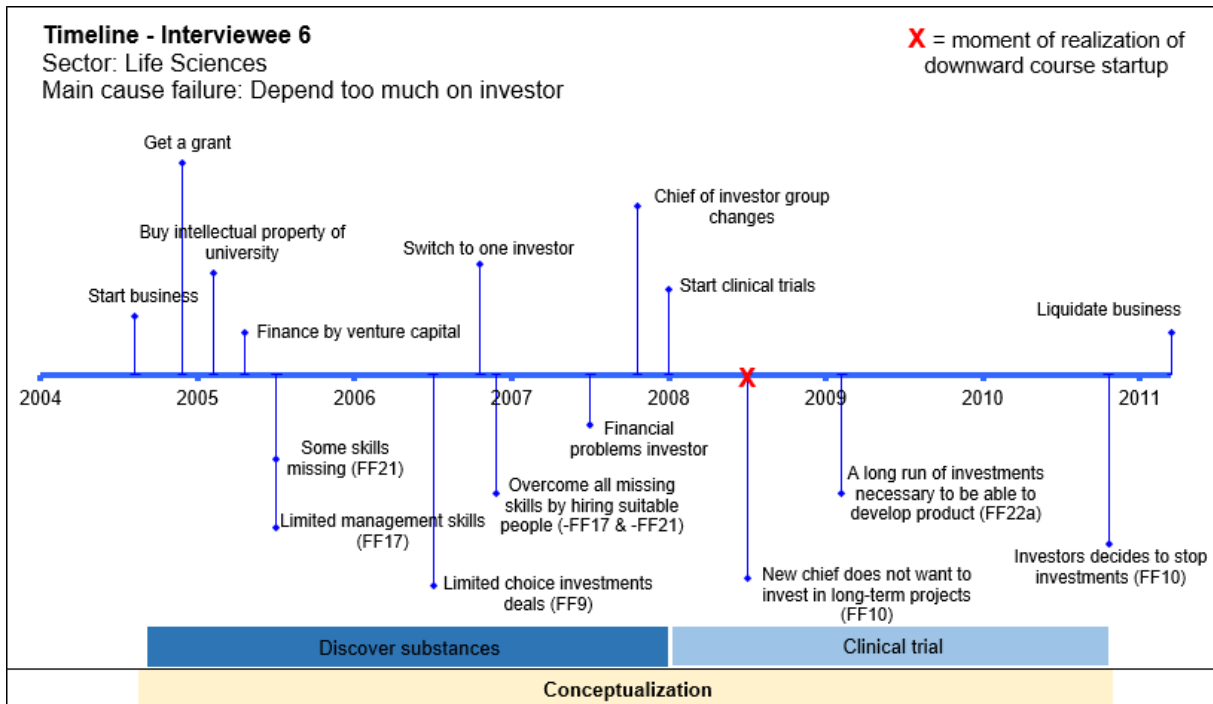 Timeline - Interviewee 6
Sector: Life Sciences
Main cause failure: Depend too much on investor
X = moment of realization of
downward course startup
Get a grant
Buy intellectual property of
university
Start business
Finance by venture capital
Switch to one investor
Chief of investor group
changes
Start clinical trials
Liquidate business
2004
2005
2006
2007
2008
2009
2010
2011
X
Some skills
missing (FF21)
Limited management skills
(FF17)
Limited choice investments
deals (FF9)
Overcome all missing
skills by hiring suitable
people (-FF17 & -FF21)
Financial
problems investor
New chief does not want to
invest in long-term projects
(FF10)
A long run of investments
necessary to be able to
develop product (FF22a)
Investors decides to stop
investments (FF10)
Discover substances
Clinical trial
Conceptualization